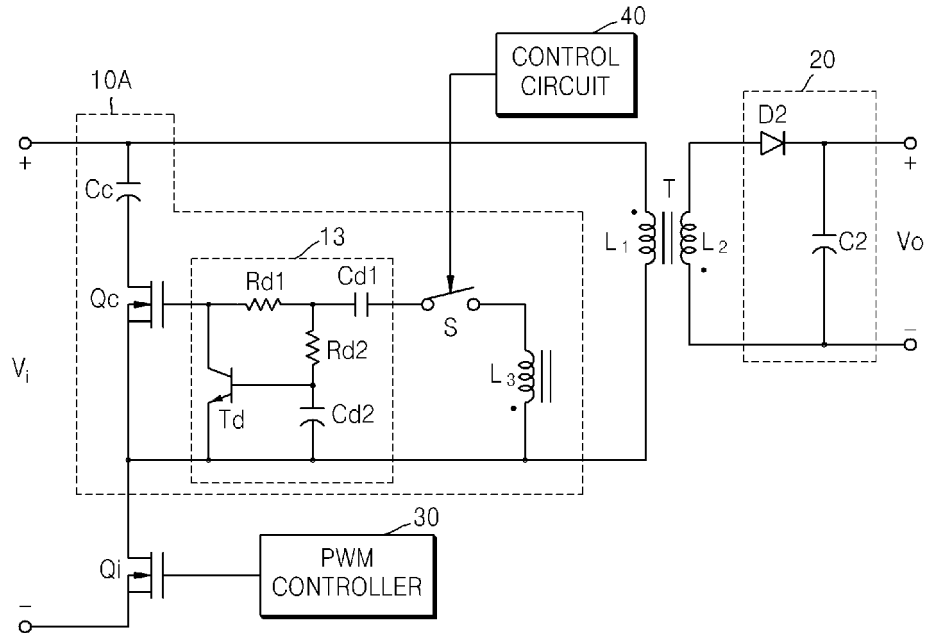 40
CONTROL
CIRCUIT
10A
20
D2
+
+
Cc
T
13
L1
L2
C2
Vo
Rd1
Cd1
Qc
S
Rd2
Vi
L3
Td
Cd2
30
Qi
PWM
CONTROLLER
−
−